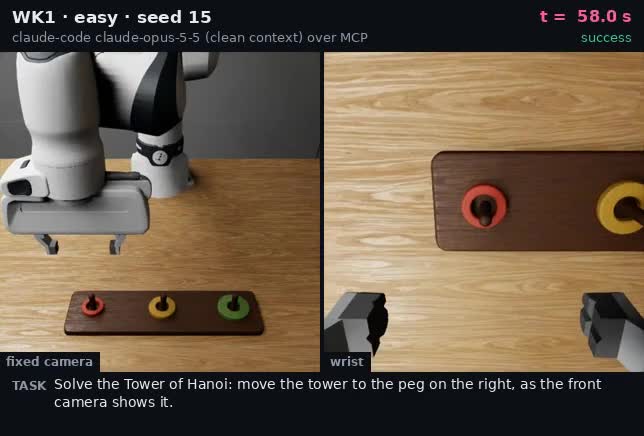 WK1 · easy · seed 15
t = 58.0 s
claude-code claude-opus-5-5 (clean context) over MCP
success
fixed camera
wrist
TASK Solve the Tower of Hanoi: move the tower to the peg on the right, as the front
camera shows it.